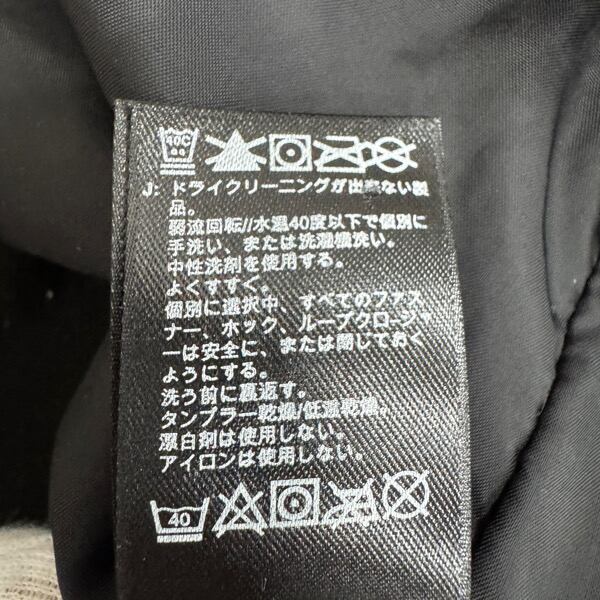 40C
J: ドライクリーニングが出来ない製
品。
弱流回転//水温40度以下で個別に
手洗い、または洗濯機洗い。
中性洗剤を使用する。
よくすすぐ。
個別に選択中、すべてのファス
ナー、ホック、ループクロージャ
ーは安全に、または閉じておく
ようにする。
洗う前に裏返す。
タンブラー乾燥/低温乾燥。
漂白剤は使用しない。
アイロンは使用しない。
40